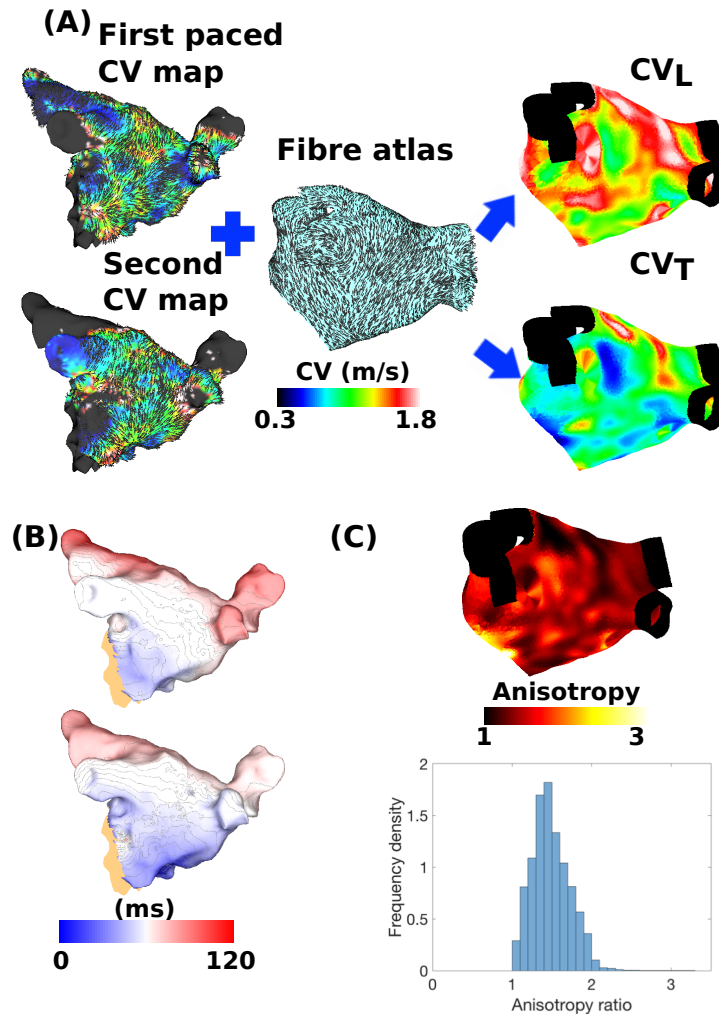 (A)
First paced
CV map
Fibre atlas
Second
CV map
CV (m/s)
0.3 1.8
CVL
CVT
(B)
(ms)
0 120
(C)
Anisotropy
1 3
Frequency density
2
1.5
1
0.5
0
0 1 2 3
Anisotropy ratio